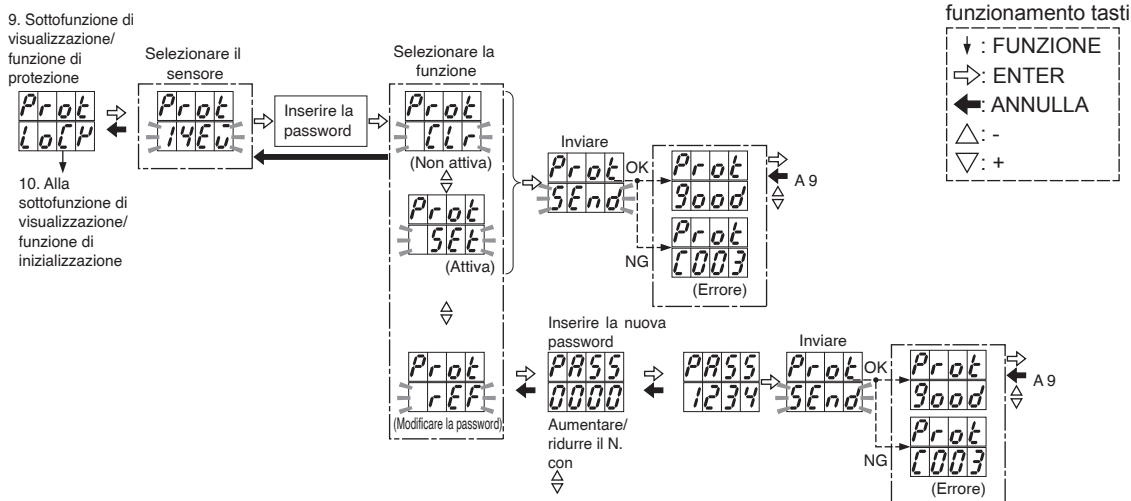 funzionamento tasti
↓ : FUNZIONE
⇨: ENTER
⬅: ANNULLA
△: -
▽: +
9. Sottofunzione di
visualizzazione/
funzione di
protezione
Prot
LoCK
10. Alla
sottofunzione di
visualizzazione/
funzione di
inizializzazione
Selezionare il
sensore
Prot
14EU
Inserire la
password
Selezionare la
funzione
Prot
CLr
(Non attiva)
Prot
SEt
(Attiva)
Prot
rEF
(Modificare la password)
Inviare
Prot
SEnd
OK
NG
Prot
good
Prot
C003
(Errore)
A 9
Inserire la nuova
password
PASS
0000
Aumentare/
ridurre il N.
con
PASS
1234
Inviare
Prot
SEnd
OK
NG
Prot
good
Prot
C003
(Errore)
A 9